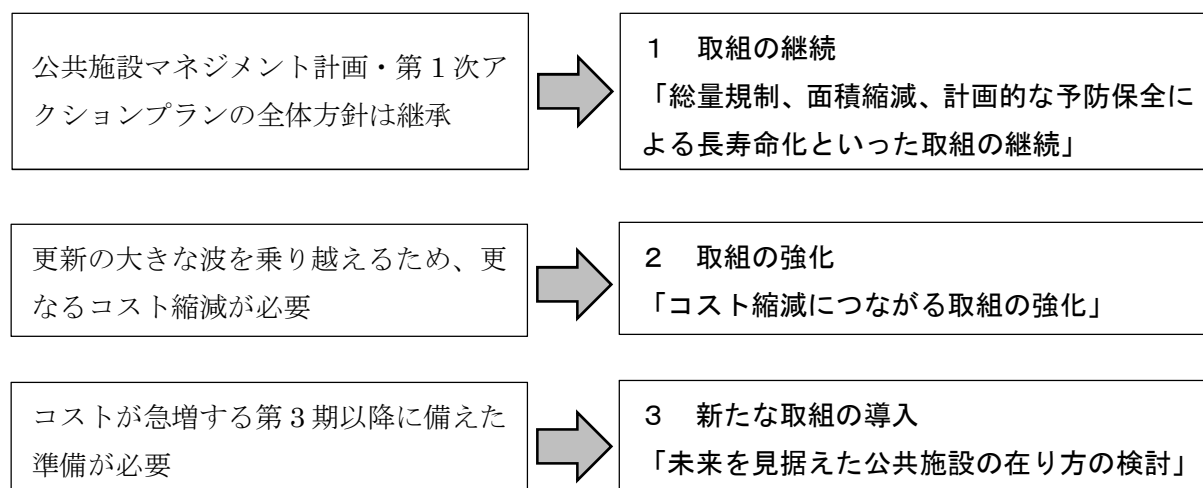 公共施設マネジメント計画・第1次ア
クションプランの全体方針は継承
1 取組の継続
「総量規制、面積縮減、計画的な予防保全に
よる長寿命化といった取組の継続」
更新の大きな波を乗り越えるため、更
なるコスト縮減が必要
2 取組の強化
「コスト縮減につながる取組の強化」
コストが急増する第3期以降に備えた
準備が必要
3 新たな取組の導入
「未来を見据えた公共施設の在り方の検討」